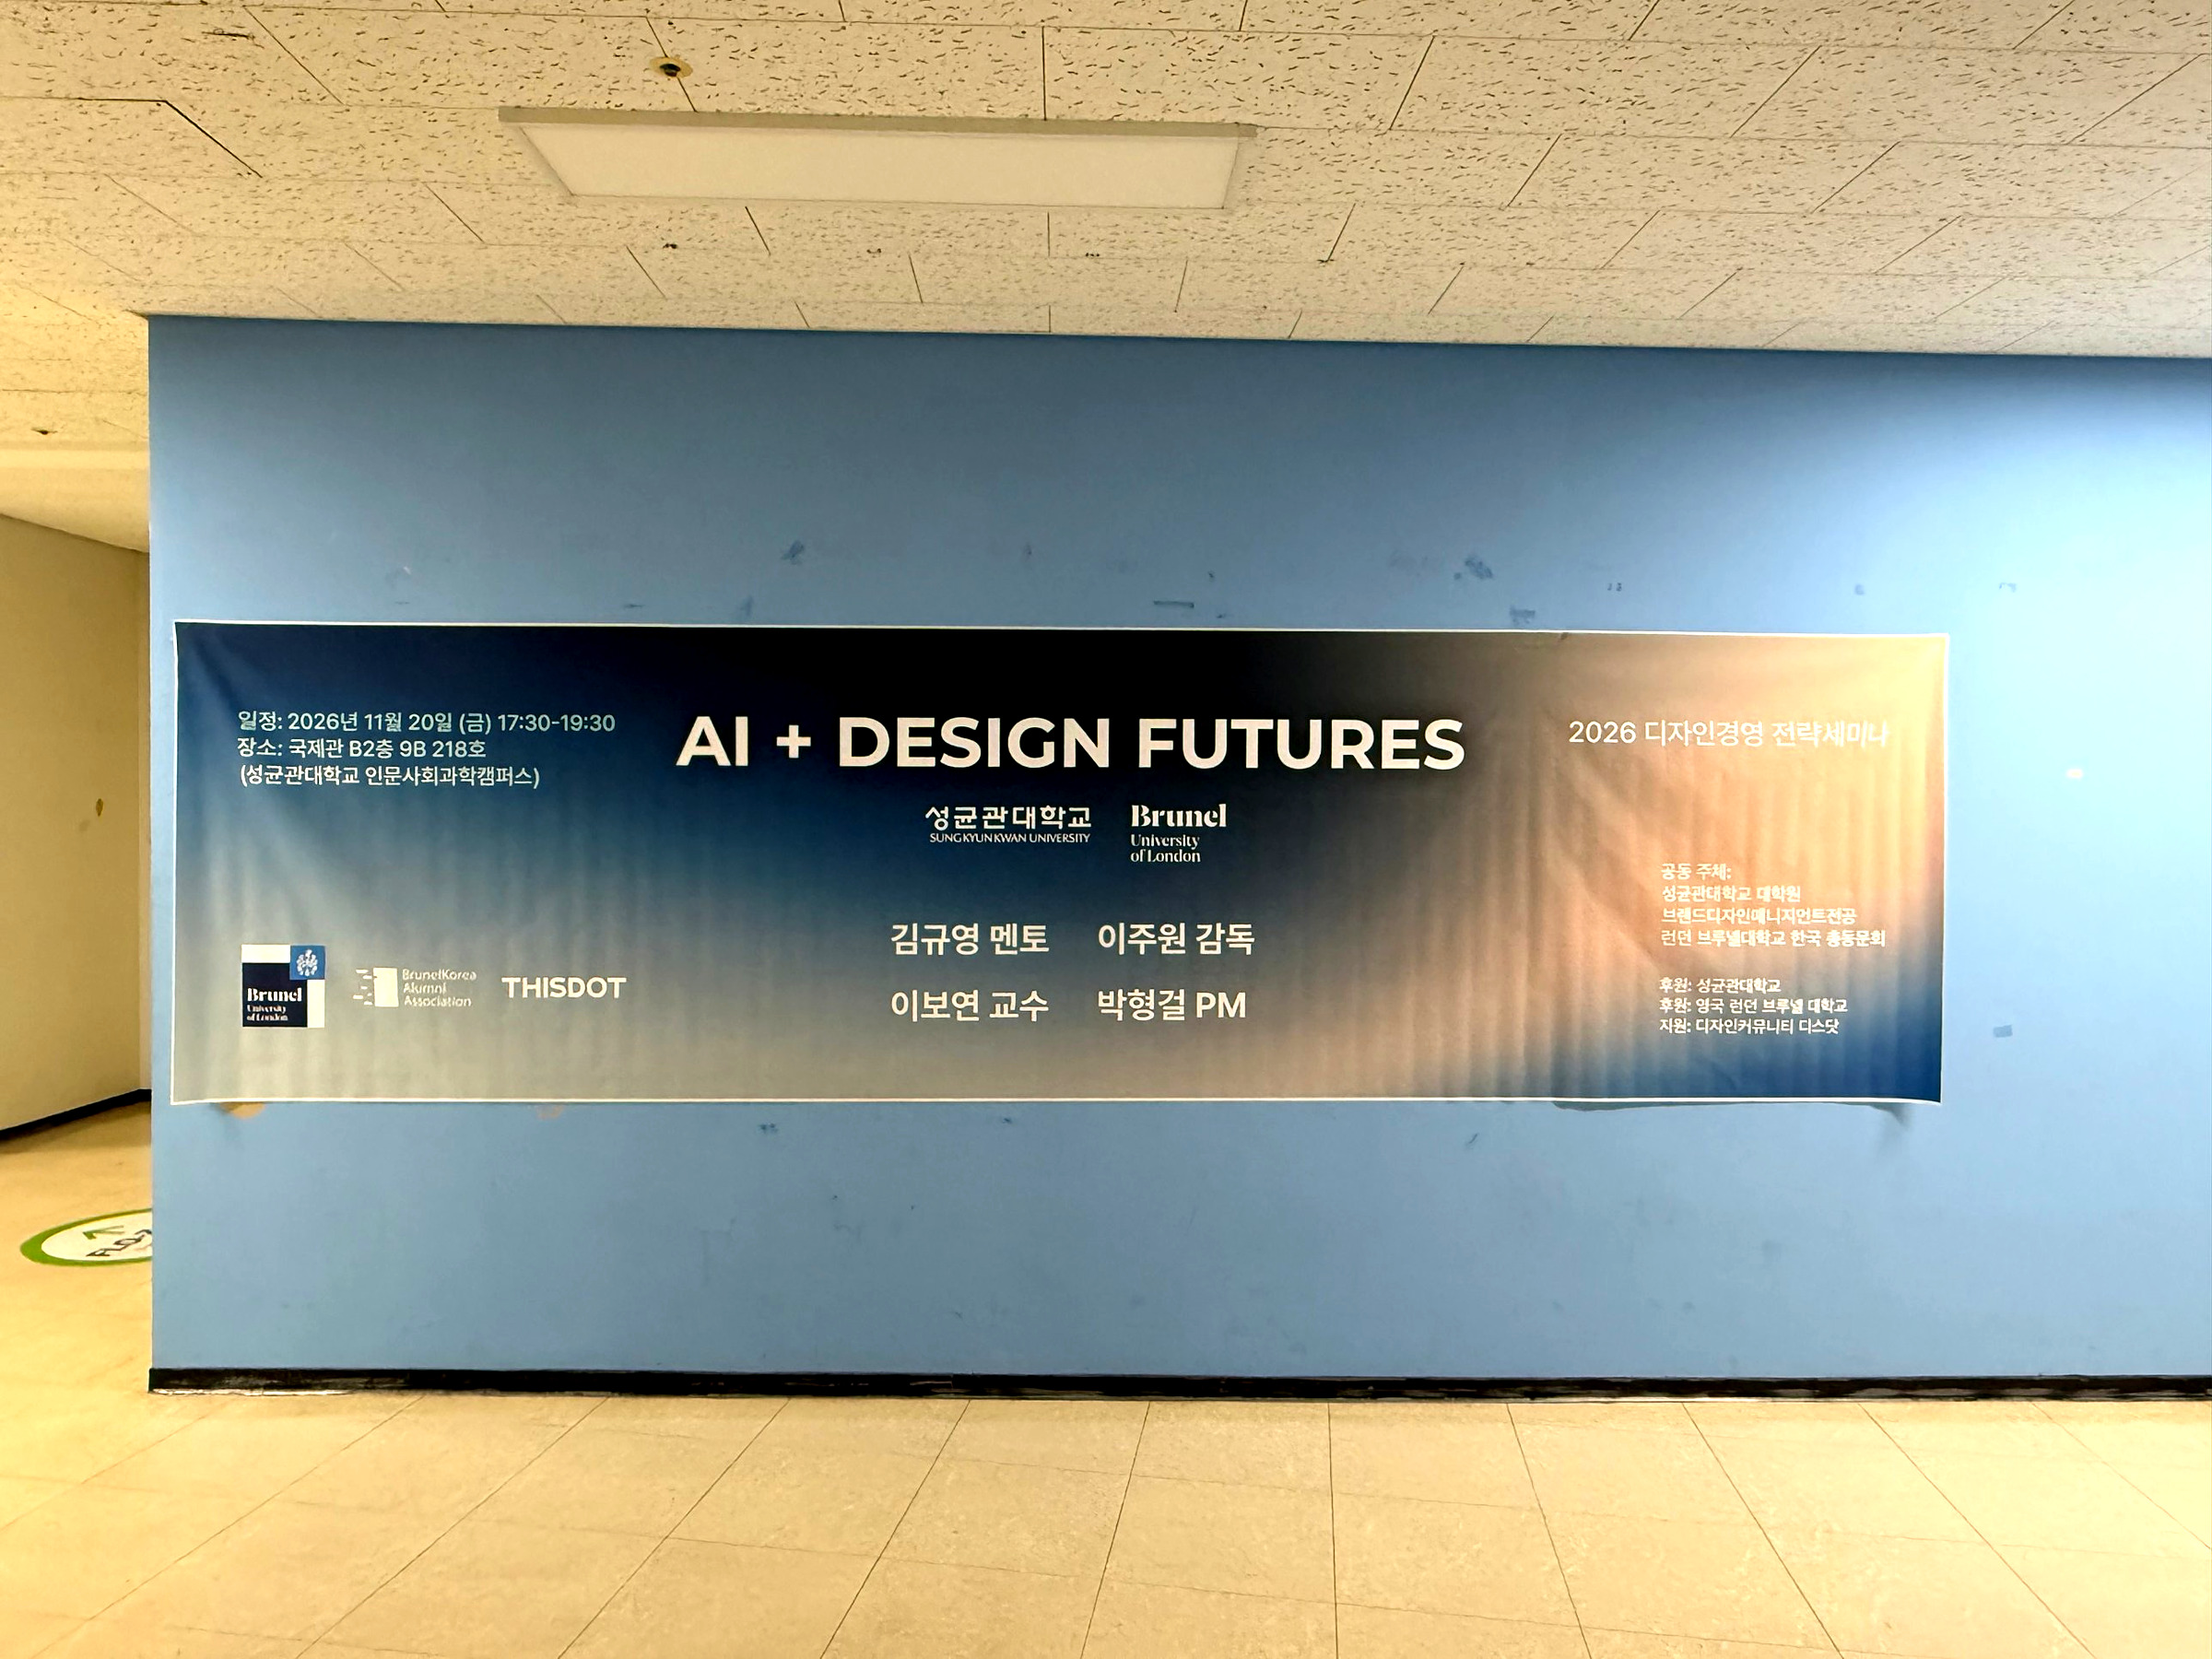 일정: 2026년 11월 20일 (금) 17:30-19:30
장소: 국제관 B2층 9B 218호
(성균관대학교 인문사회과학캠퍼스)
AI + DESIGN FUTURES
성균관대학교
SUNG KYUN KWAN UNIVERSITY
Brunel
University
of London
김규영 멘토 이주원 감독
이보연 교수 박형걸 PM
2026 디자인경영 전략세미나
공동 주체:
성균관대학교 대학원
브랜드디자인매니지먼트전공
런던 브루넬대학교 한국 총동문회
후원: 성균관대학교
후원: 영국 런던 브루넬 대학교
지원: 디자인커뮤니티 디스닷
Brunel
University
of London
BrunelKorea
Alumni
Association
THISDOT